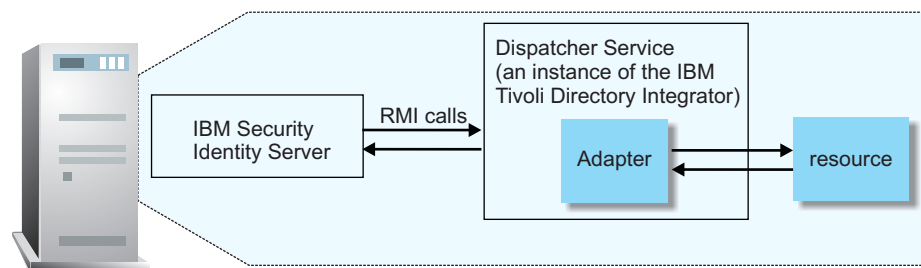 Dispatcher Service
(an instance of the IBM
Tivoli Directory Integrator)
RMI calls
IBM Security
Identity Server
Adapter
resource